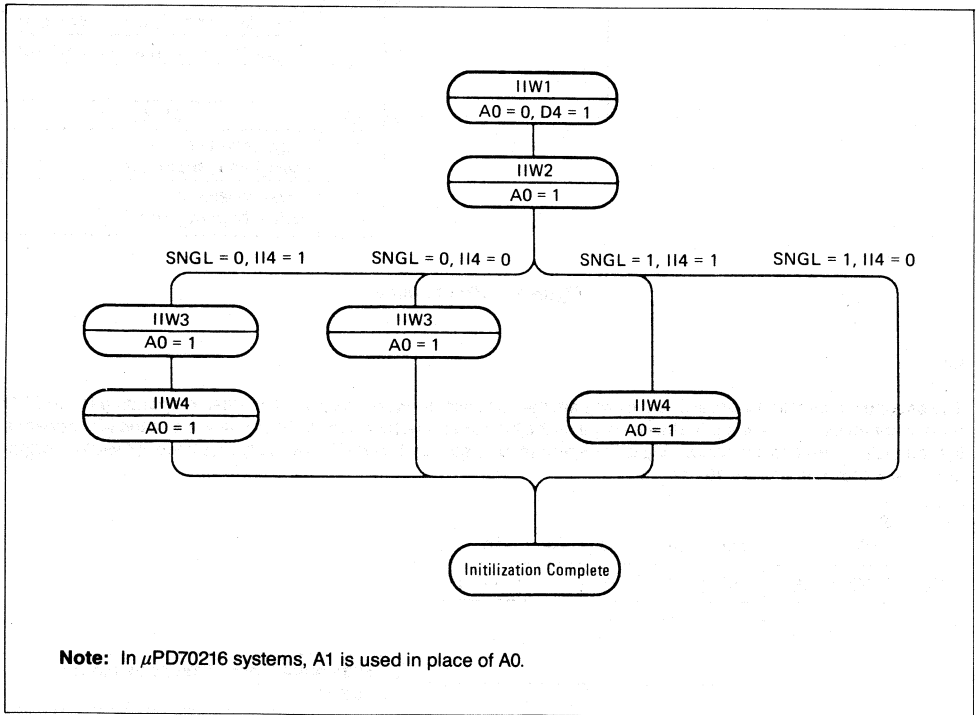 IIW1
A0 = 0, D4 = 1
IIW2
A0 = 1
SNGL = 0, II4 = 1
SNGL = 0, II4 = 0
SNGL = 1, II4 = 1
SNGL = 1, II4 = 0
IIW3
A0 = 1
IIW3
A0 = 1
IIW4
A0 = 1
IIW4
A0 = 1
Initilization Complete
Note: In μPD70216 systems, A1 is used in place of A0.